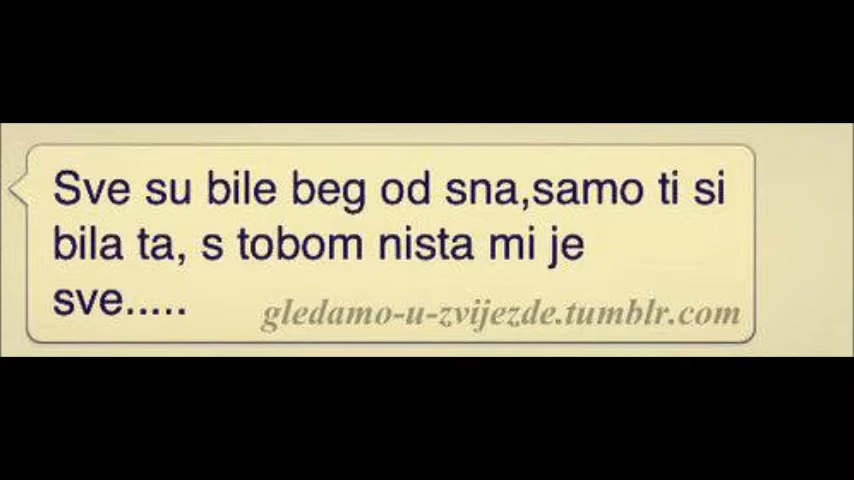 Sve su bile beg od sna,samo ti si
bila ta, s tobom nista mi je
sve.....
gledamo-u-zvijezde.tumblr.com